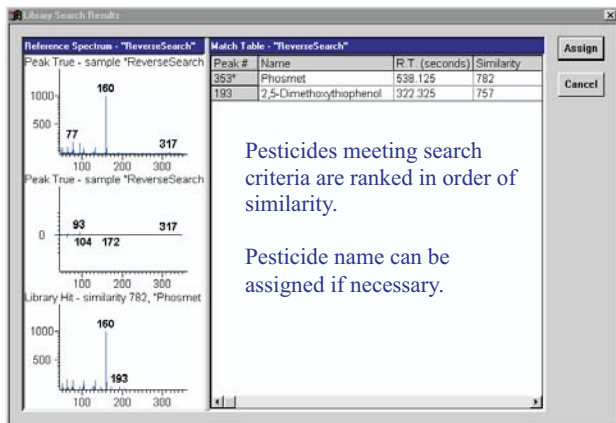 Library Search Results
Reference Spectrum - "ReverseSearch"
Peak True - sample "ReverseSearch
1000
500
160
77
317
100 200 300
Peak True - sample "ReverseSearch
0
93
317
104 172
100 200 300
Library Hit - similarity 782, "Phosmet
1000
500
160
193
100 200 300
Match Table - "ReverseSearch"
Peak # Name R.T. (seconds) Similarity
353* Phosmet 538.125 782
193 2,5-Dimethoxythiophenol 322.325 757
Pesticides meeting search
criteria are ranked in order of
similarity.
Pesticide name can be
assigned if necessary.
Assign
Cancel